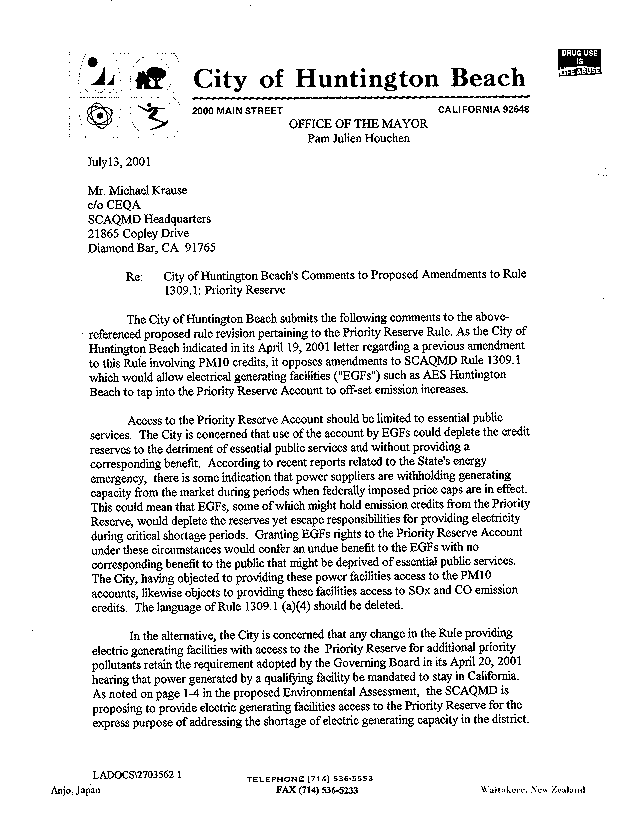 DRUG USE
IS
LIFE ABUSE
City of Huntington Beach
2000 MAIN STREET CALIFORNIA 92648
OFFICE OF THE MAYOR
Pam Julien Houchen
July13, 2001
Mr. Michael Krause
c/o CEQA
SCAQMD Headquarters
21865 Copley Drive
Diamond Bar, CA 91765
Re: City of Huntington Beach's Comments to Proposed Amendments to Rule
1309.1: Priority Reserve
The City of Huntington Beach submits the following comments to the above-
referenced proposed rule revision pertaining to the Priority Reserve Rule. As the City of
Huntington Beach indicated in its April 19, 2001 letter regarding a previous amendment
to this Rule involving PM10 credits, it opposes amendments to SCAQMD Rule 1309.1
which would allow electrical generating facilities ("EGFs") such as AES Huntington
Beach to tap into the Priority Reserve Account to off-set emission increases.
Access to the Priority Reserve Account should be limited to essential public
services. The City is concerned that use of the account by EGFs could deplete the credit
reserves to the detriment of essential public services and without providing a
corresponding benefit. According to recent reports related to the State's energy
emergency, there is some indication that power suppliers are withholding generating
capacity from the market during periods when federally imposed price caps are in effect.
This could mean that EGFs, some of which might hold emission credits from the Priority
Reserve, would deplete the reserves yet escape responsibilities for providing electricity
during critical shortage periods. Granting EGFs rights to the Priority Reserve Account
under these circumstances would confer an undue benefit to the EGFs with no
corresponding benefit to the public that might be deprived of essential public services.
The City, having objected to providing these power facilities access to the PM10
accounts, likewise objects to providing these facilities access to SOx and CO emission
credits. The language of Rule 1309.1 (a)(4) should be deleted.
In the alternative, the City is concerned that any change in the Rule providing
electric generating facilities with access to the Priority Reserve for additional priority
pollutants retain the requirement adopted by the Governing Board in its April 20, 2001
hearing that power generated by a qualifying facility be mandated to stay in California.
As noted on page 1-4 in the proposed Environmental Assessment, the SCAQMD is
proposing to provide electric generating facilities access to the Priority Reserve for the
express purpose of addressing the shortage of electric generating capacity in the district.
LADOCS\2703562 1
TELEPHONE (714) 536-5553
Anjo, Japan FAX (714) 536-5233 Waitakere, New Zealand